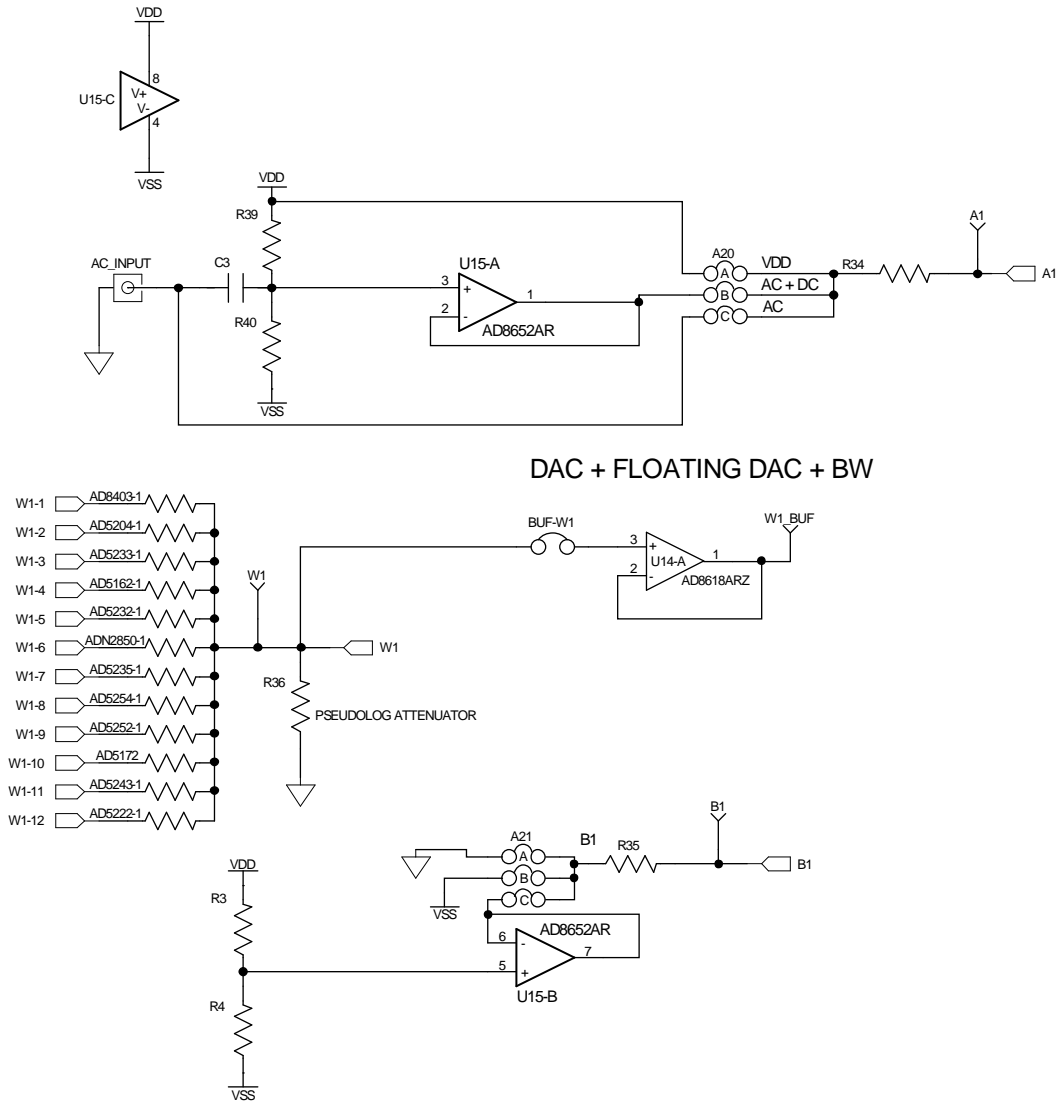 VDD
8
U15-C
V+
V-
4
VSS
VDD
R39
A1
AC_INPUT
C3
U15-A
A20
VDD
R34
A
A1
3
+
1
B
AC + DC
2
-
AC
C
R40
AD8652AR
VSS
DAC + FLOATING DAC + BW
W1-1
AD8403-1
W1-2
AD5204-1
W1-3
AD5233-1
W1-4
AD5162-1
W1-5
AD5232-1
W1-6
ADN2850-1
W1-7
AD5235-1
W1-8
AD5254-1
W1-9
AD5252-1
W1-10
AD5172
W1-11
AD5243-1
W1-12
AD5222-1
BUF-W1
W1_BUF
3
+
1
U14-A
2
-
AD8618ARZ
W1
W1
R36
PSEUDOLOG ATTENUATOR
B1
A21
B1
R35
A
B1
VDD
B
VSS
C
R3
AD8652AR
6
-
7
5
+
U15-B
R4
VSS